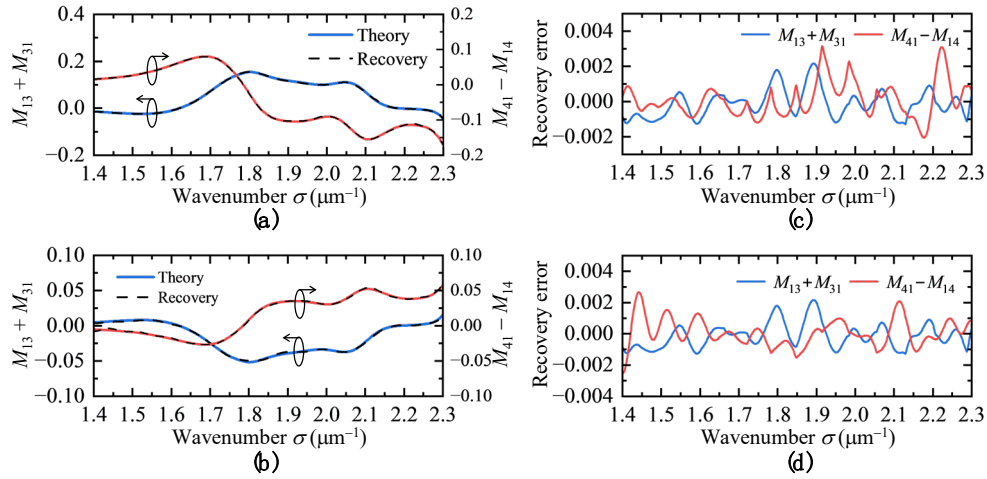 0.4
0.2
0.0
−0.2
M13 + M31
0.2
0.1
0.0
−0.1
−0.2
M41 − M14
Theory
Recovery
1.4 1.5 1.6 1.7 1.8 1.9 2.0 2.1 2.2 2.3
Wavenumber σ (μm⁻¹)
(a)
0.004
0.002
0.000
−0.002
Recovery error
M13 + M31
M41 − M14
1.4 1.5 1.6 1.7 1.8 1.9 2.0 2.1 2.2 2.3
Wavenumber σ (μm⁻¹)
(c)
0.10
0.05
0.00
−0.05
−0.10
M13 + M31
0.10
0.05
0.00
−0.05
−0.10
M41 − M14
Theory
Recovery
1.4 1.5 1.6 1.7 1.8 1.9 2.0 2.1 2.2 2.3
Wavenumber σ (μm⁻¹)
(b)
0.004
0.002
0.000
−0.002
−0.004
Recovery error
M13 + M31
M41 − M14
1.4 1.5 1.6 1.7 1.8 1.9 2.0 2.1 2.2 2.3
Wavenumber σ (μm⁻¹)
(d)